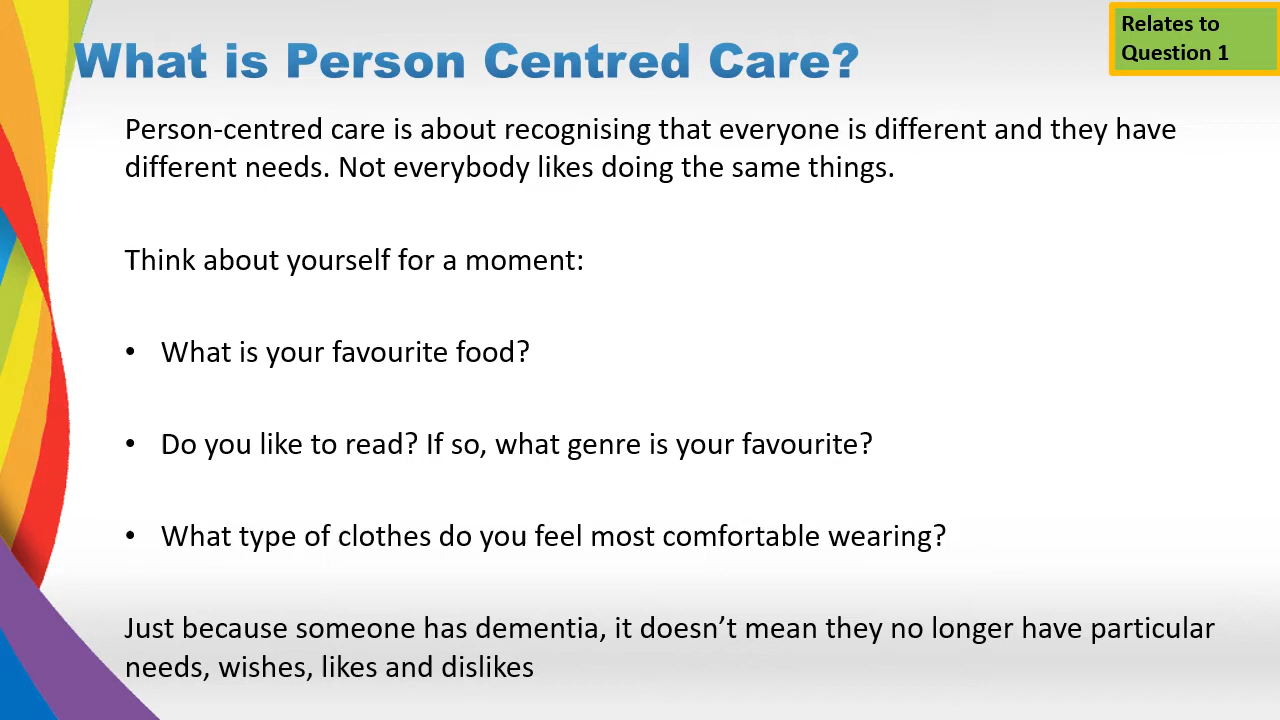 What is Person Centred Care?
Relates to
Question 1
Person-centred care is about recognising that everyone is different and they have
different needs. Not everybody likes doing the same things.
Think about yourself for a moment:
• What is your favourite food?
• Do you like to read? If so, what genre is your favourite?
• What type of clothes do you feel most comfortable wearing?
Just because someone has dementia, it doesn’t mean they no longer have particular
needs, wishes, likes and dislikes